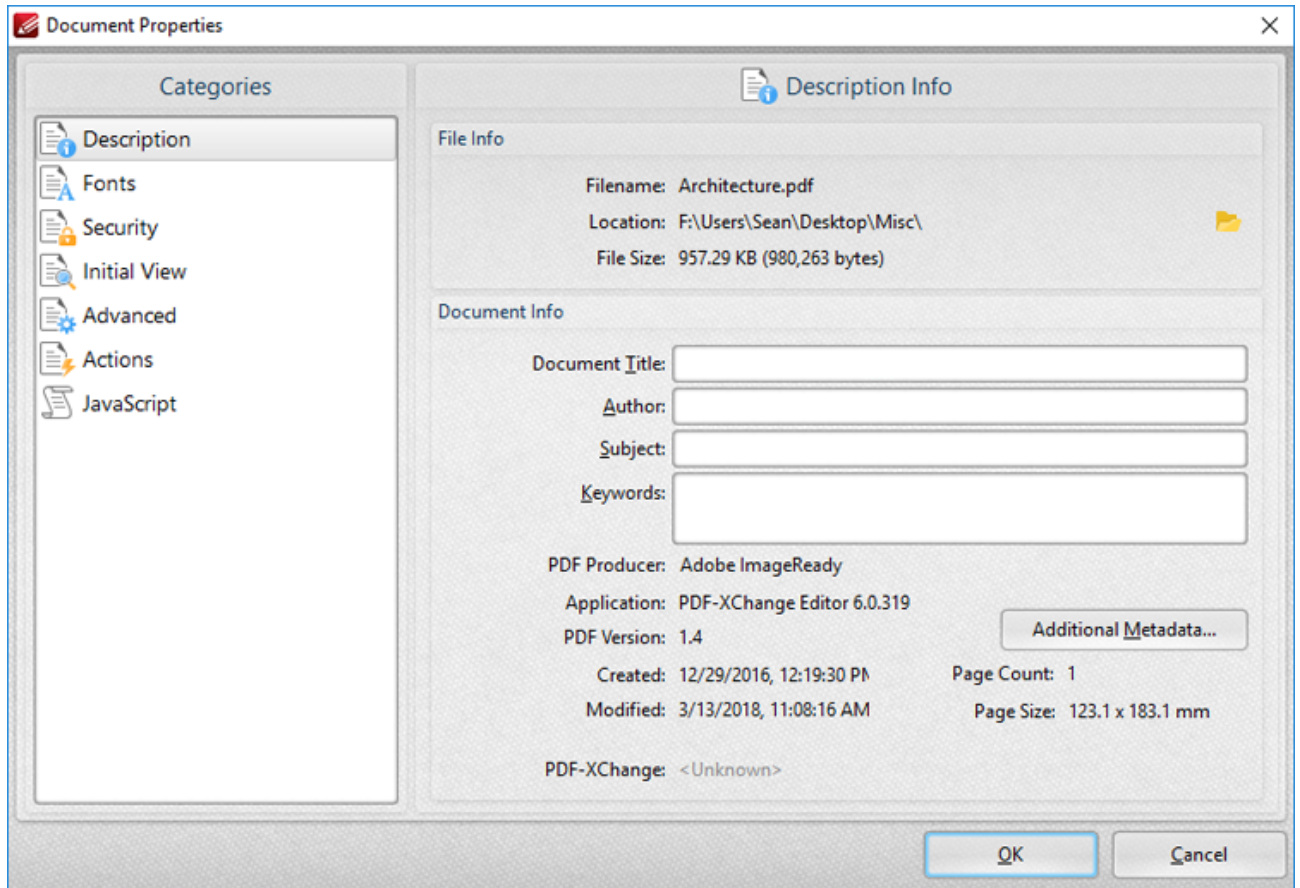 Document Properties
Categories
Description
Fonts
Security
Initial View
Advanced
Actions
JavaScript
Description Info
File Info
Filename: Architecture.pdf
Location: F:\Users\Sean\Desktop\Misc\
File Size: 957.29 KB (980,263 bytes)
Document Info
Document Title:
Author:
Subject:
Keywords:
PDF Producer: Adobe ImageReady
Application: PDF-XChange Editor 6.0.319
Additional Metadata...
PDF Version: 1.4
Created: 12/29/2016, 12:19:30 PM
Page Count: 1
Modified: 3/13/2018, 11:08:16 AM
Page Size: 123.1 x 183.1 mm
PDF-XChange: <Unknown>
OK
Cancel